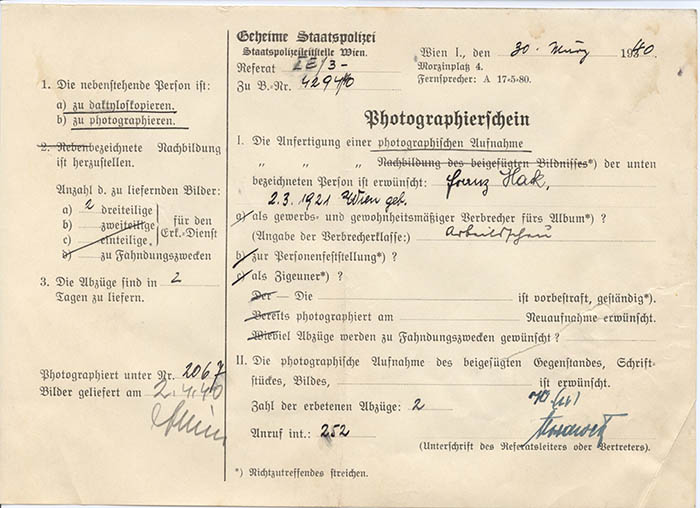 1. Die nebenstehende Person ist:
a) zu daktyloskopieren.
b) zu photographieren.
2. Nebenbezeichnete Nachbildung
ist herzustellen.
Anzahl d. zu liefernden Bilder:
a) 2 dreiteilige
b) zweiteilige
c) einteilige,
für den
Erk.-Dienst
d) zu Fahndungszwecken
3. Die Abzüge sind in 2
Tagen zu liefern.
Photographiert unter Nr. 2067
Bilder geliefert am 2.4.40
Geheime Staatspolizei
Staatspolizeileitstelle Wien.
Referat II E/3-
Zu B.-Nr. 4294/40
Wien I., den 30. März 1940
Morzinplatz 4.
Fernsprecher: A 17-5-80.
Photographierschein
I. Die Anfertigung einer photographischen Aufnahme
„ „ „ Nachbildung des beigefügten Bildnisses*) der unten
bezeichneten Person ist erwünscht: Franz Hak,
2.3.1921 Wien geb.
a) als gewerbs- und gewohnheitsmäßiger Verbrecher fürs Album*) ?
(Angabe der Verbrecherklasse:) Arbeitsscheu
b) zur Personenfeststellung*) ?
c) als Zigeuner*) ?
Der — Die ist vorbestraft, geständig*).
Bereits photographiert am Neuaufnahme erwünscht.
Wieviel Abzüge werden zu Fahndungszwecken gewünscht ?
II. Die photographische Aufnahme des beigefügten Gegenstandes, Schrift-
stückes, Bildes, ist erwünscht.
Zahl der erbetenen Abzüge: 2
Anruf int.: 252
(Unterschrift des Referatsleiters oder Vertreters).
*) Nichtzutreffendes streichen.